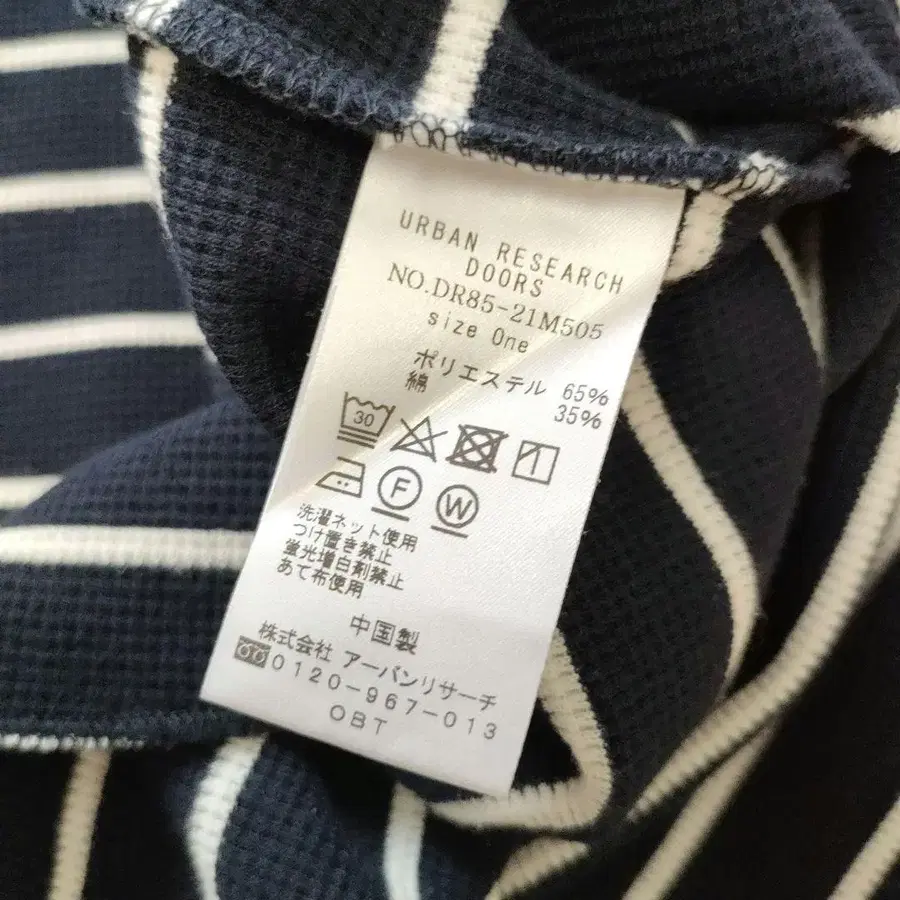 URBAN RESEARCH
DOORS
NO.DR85-21M505
size One
ポリエステル 65%
綿 35%
30
F W
洗濯ネット使用
つけ置き禁止
蛍光増白剤禁止
あて布使用
中国製
株式会社 アーバンリサーチ
0120-967-013
OBT